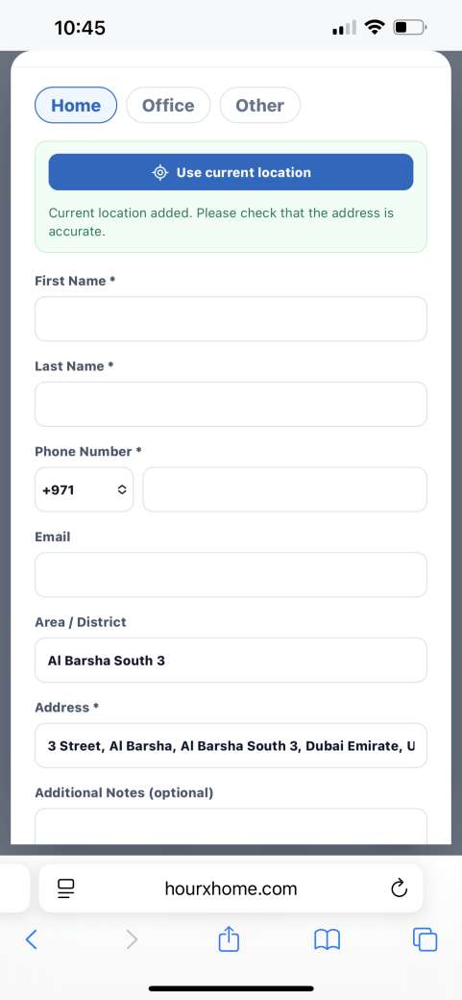 10:45
Home Office Other
Use current location
Current location added. Please check that the address is
accurate.
First Name *
Last Name *
Phone Number *
+971
Email
Area / District
Al Barsha South 3
Address *
3 Street, Al Barsha, Al Barsha South 3, Dubai Emirate, U
Additional Notes (optional)
hourxhome.com